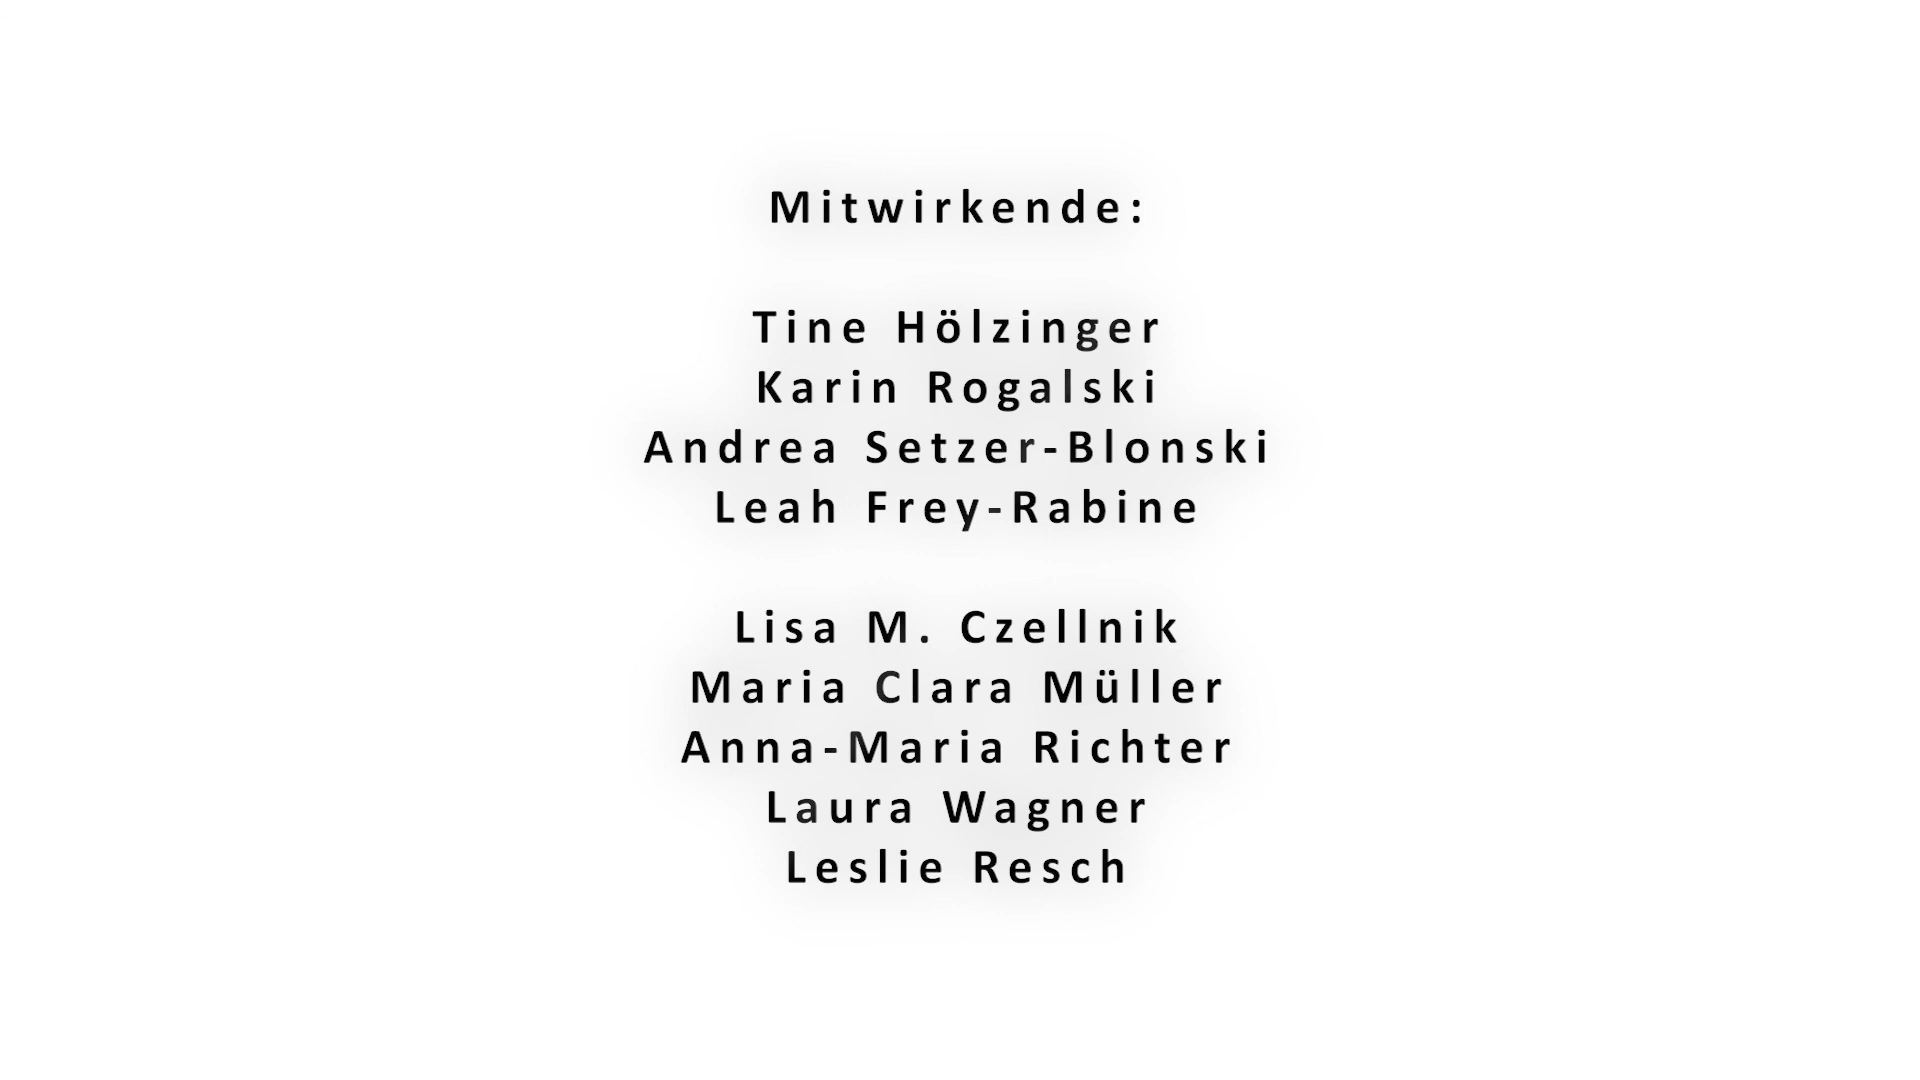 Mitwirkende:
Tine Hölzinger
Karin Rogalski
Andrea Setzer-Blonski
Leah Frey-Rabine
Lisa M. Czellnik
Maria Clara Müller
Anna-Maria Richter
Laura Wagner
Leslie Resch